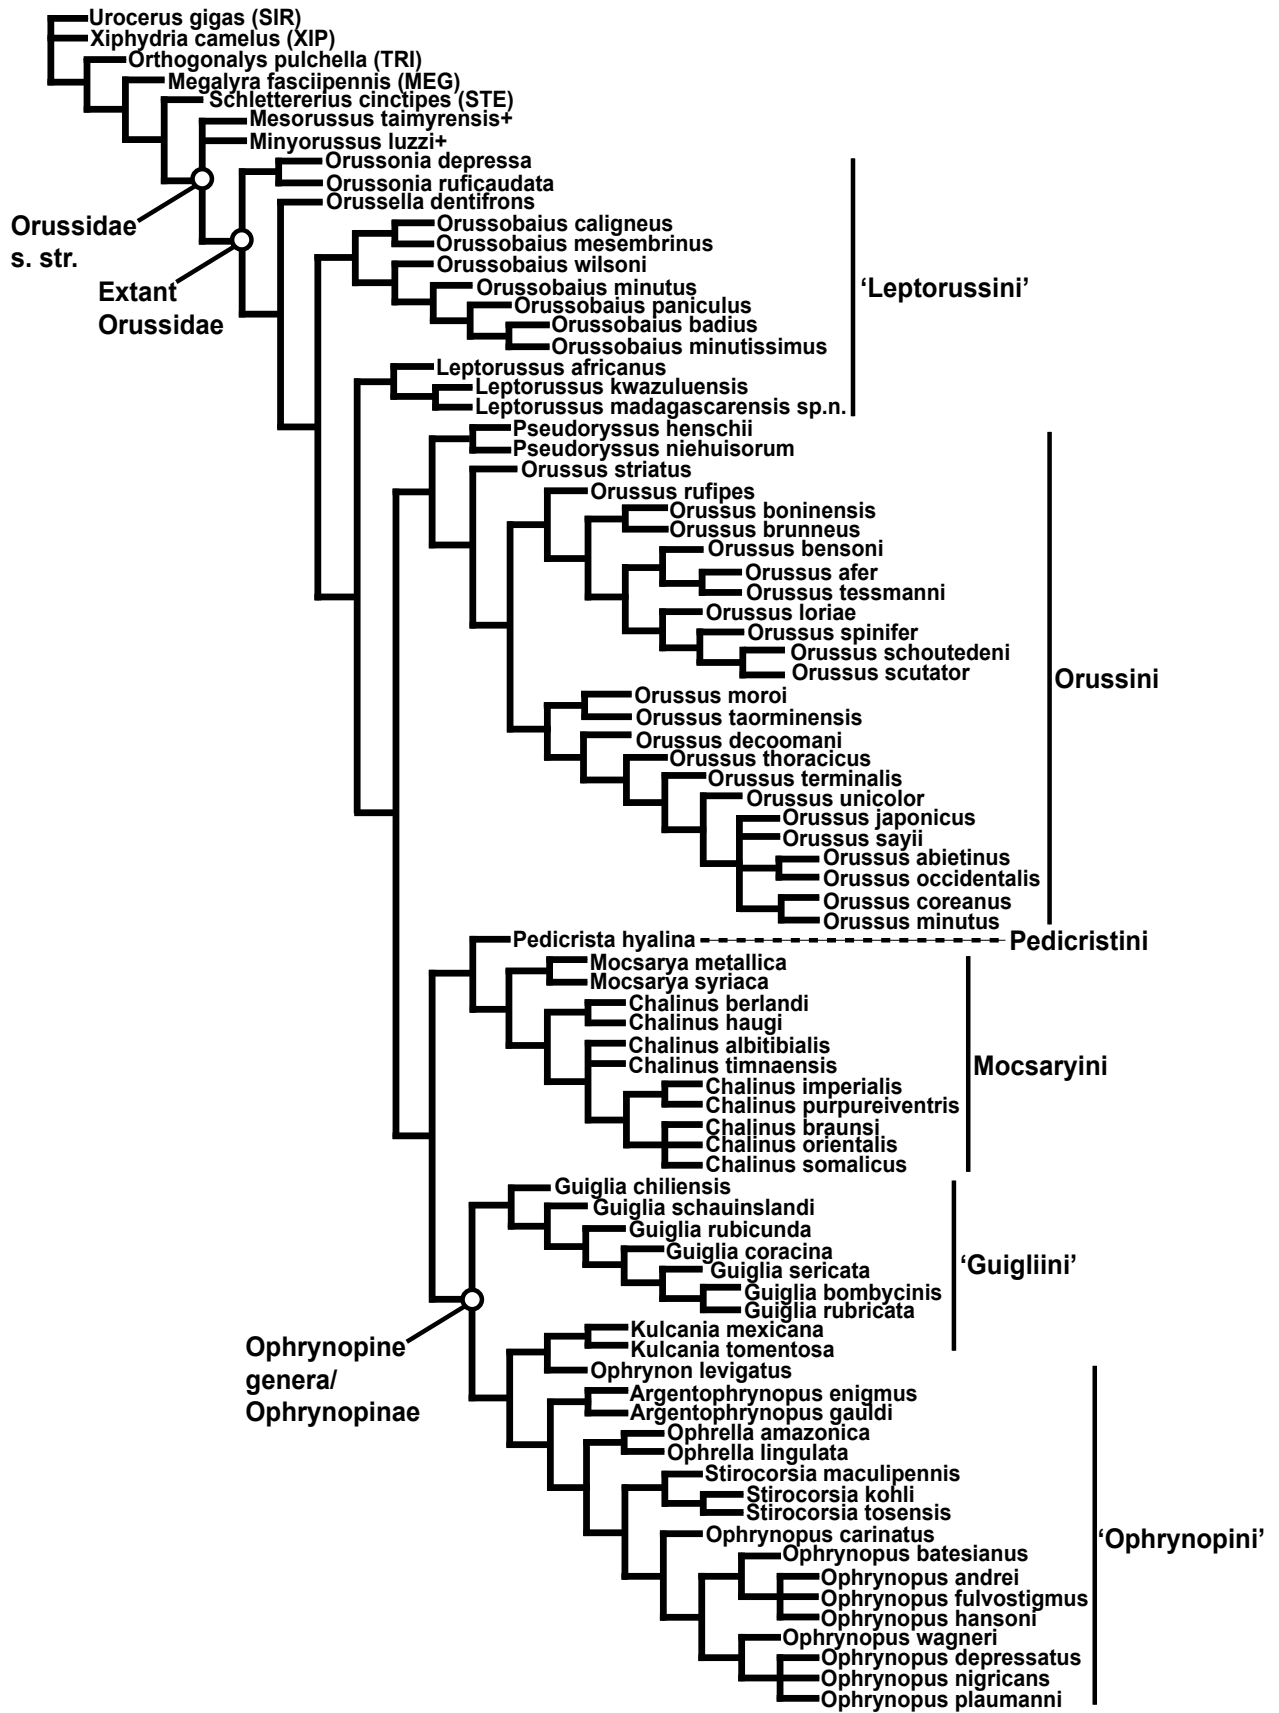 Urocerus gigas (SIR)
Xiphydria camelus (XIP)
Orthogonalys pulchella (TRI)
Megalyra fasciipennis (MEG)
Schlettererius cinctipes (STE)
Mesorussus taimyrensis+
Minyorussus luzzi+
Orussonia depressa
Orussonia ruficaudata
Orussella dentifrons
Orussidae
s. str.
Orussobaius caligneus
Orussobaius mesembrinus
Orussobaius wilsoni
Extant
Orussidae
Orussobaius minutus
Orussobaius paniculus
Orussobaius badius
Orussobaius minutissimus
‘Leptorussini’
Leptorussus africanus
Leptorussus kwazuluensis
Leptorussus madagascarensis sp.n.
Pseudoryssus henschii
Pseudoryssus niehuisorum
Orussus striatus
Orussus rufipes
Orussus boninensis
Orussus brunneus
Orussus bensoni
Orussus afer
Orussus tessmanni
Orussus loriae
Orussus spinifer
Orussus schoutedeni
Orussus scutator
Orussini
Orussus moroi
Orussus taorminensis
Orussus decoomani
Orussus thoracicus
Orussus terminalis
Orussus unicolor
Orussus japonicus
Orussus sayii
Orussus abietinus
Orussus occidentalis
Orussus coreanus
Orussus minutus
Pedicrista hyalina
Pedicristini
Mocsarya metallica
Mocsarya syriaca
Chalinus berlandi
Chalinus haugi
Chalinus albitibialis
Chalinus timnaensis
Mocsaryini
Chalinus imperialis
Chalinus purpureiventris
Chalinus braunsi
Chalinus orientalis
Chalinus somalicus
Guiglia chiliensis
Guiglia schauinslandi
Guiglia rubicunda
Guiglia coracina
Guiglia sericata
‘Guigliini’
Guiglia bombycinis
Guiglia rubricata
Kulcania mexicana
Kulcania tomentosa
Ophrynopine
genera/
Ophrynopinae
Ophrynon levigatus
Argentophrynopus enigmus
Argentophrynopus gauldi
Ophrella amazonica
Ophrella lingulata
Stirocorsia maculipennis
Stirocorsia kohli
Stirocorsia tosensis
Ophrynopus carinatus
‘Ophrynopini’
Ophrynopus batesianus
Ophrynopus andrei
Ophrynopus fulvostigmus
Ophrynopus hansoni
Ophrynopus wagneri
Ophrynopus depressatus
Ophrynopus nigricans
Ophrynopus plaumanni